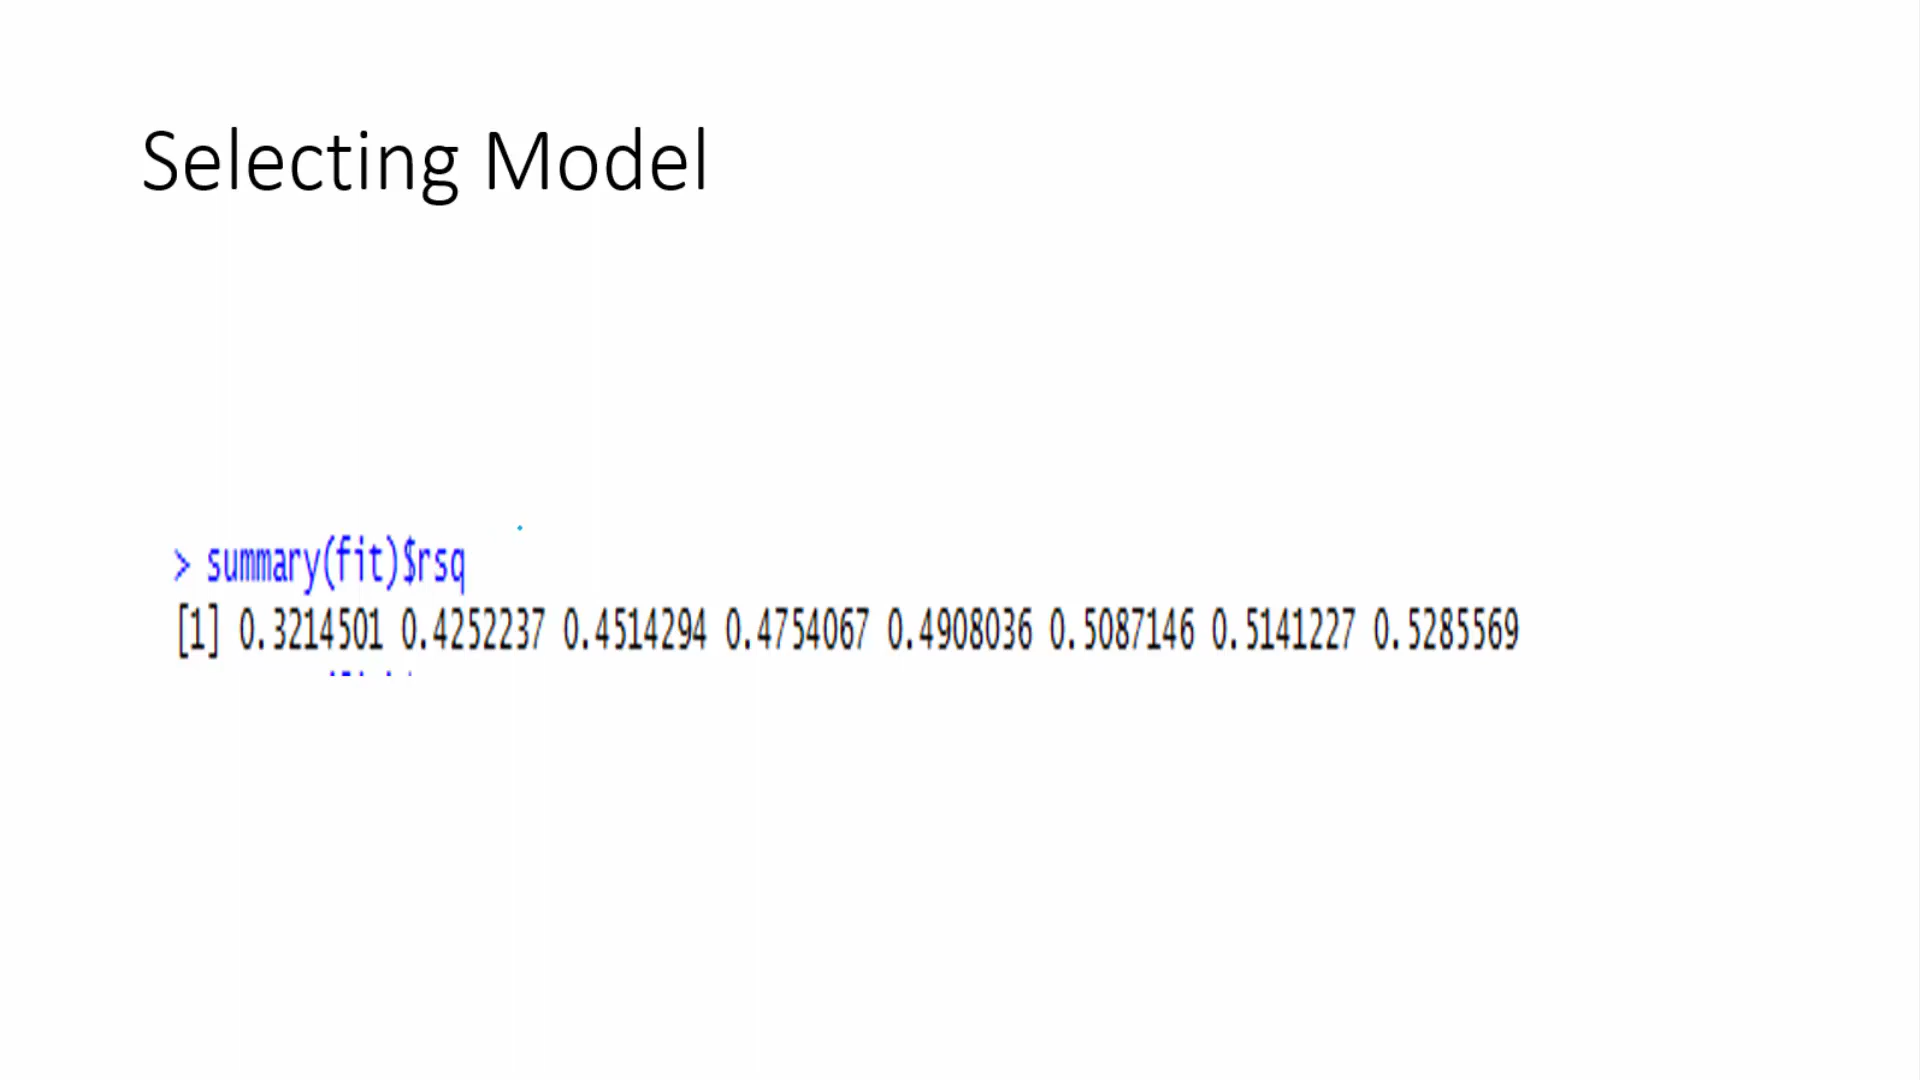 Selecting Model
> summary(fit)$rsq
[1] 0.3214501 0.4252237 0.4514294 0.4754067 0.4908036 0.5087146 0.5141227 0.5285569